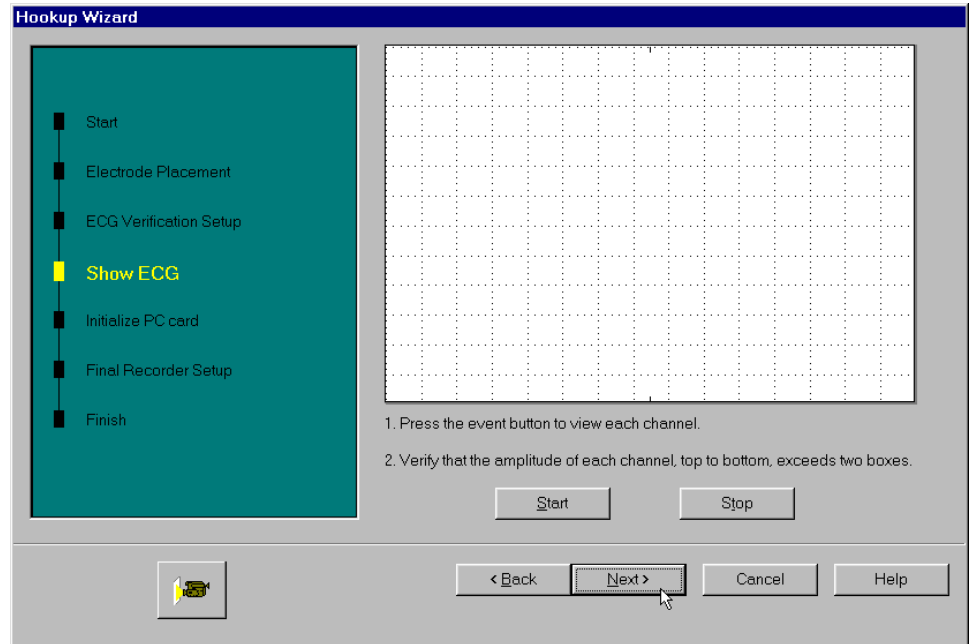 Hookup Wizard
Start
Electrode Placement
ECG Verification Setup
Show ECG
Initialize PC card
Final Recorder Setup
Finish
1. Press the event button to view each channel.
2. Verify that the amplitude of each channel, top to bottom, exceeds two boxes.
Start Stop
< Back Next > Cancel Help